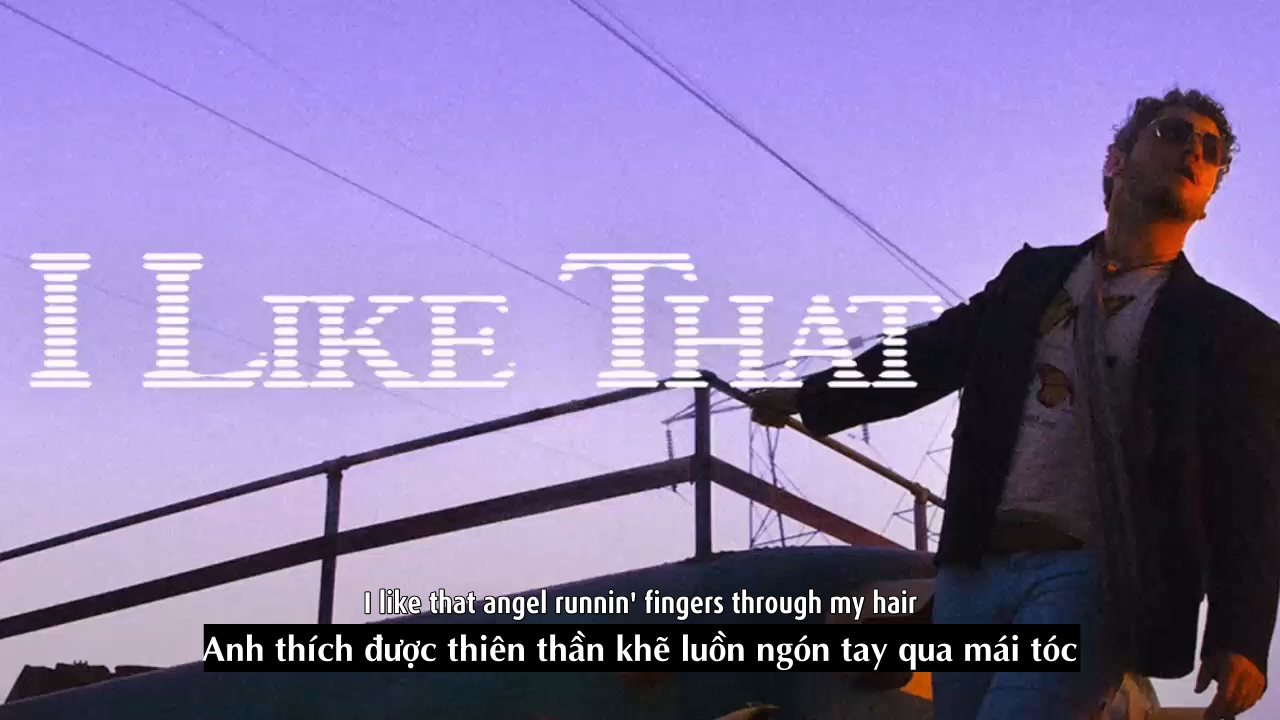 I LIKE THAT
I like that angel runnin' fingers through my hair
Anh thích được thiên thần khẽ luồn ngón tay qua mái tóc